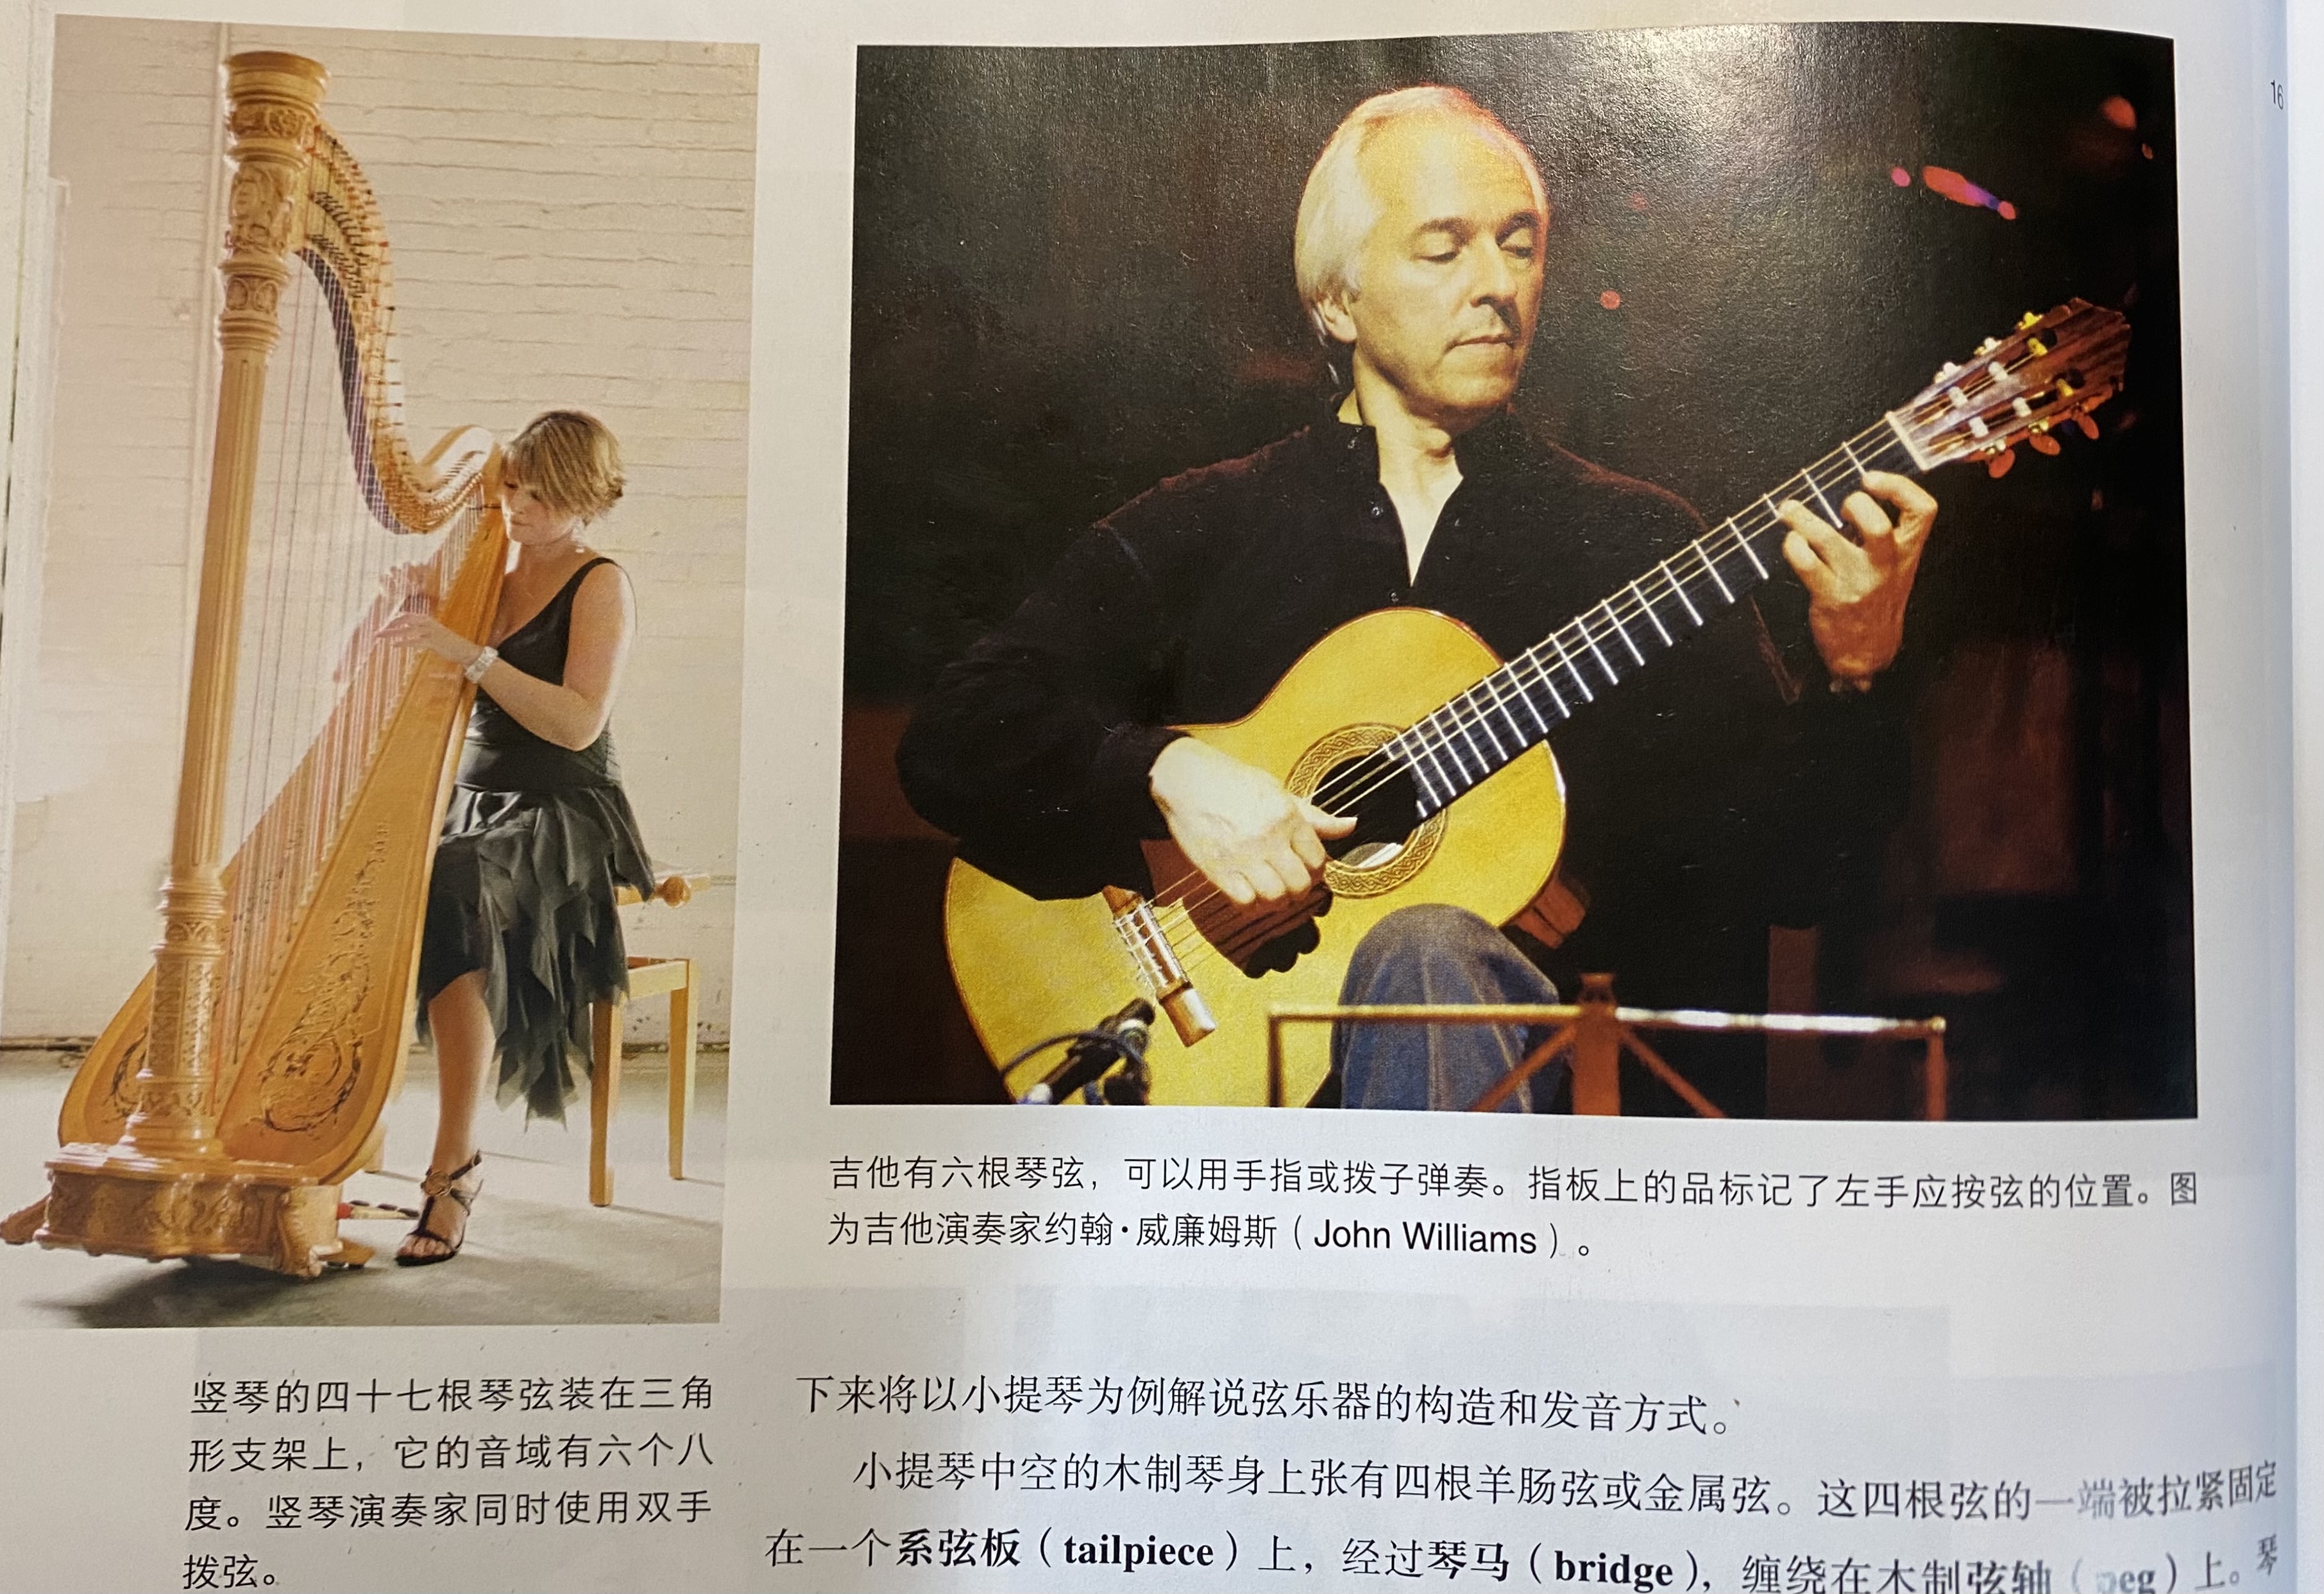 16
吉他有六根琴弦，可以用手指或拨子弹奏。指板上的品标记了左手应按弦的位置。图
为吉他演奏家约翰·威廉姆斯（John Williams）。
竖琴的四十七根琴弦装在三角
形支架上，它的音域有六个八
度。竖琴演奏家同时使用双手
拨弦。
下来将以小提琴为例解说弦乐器的构造和发音方式。
小提琴中空的木制琴身上张有四根羊肠弦或金属弦。这四根弦的一端被拉紧固定
在一个系弦板（tailpiece）上，经过琴马（bridge），缠绕在木制弦轴（peg）上。琴